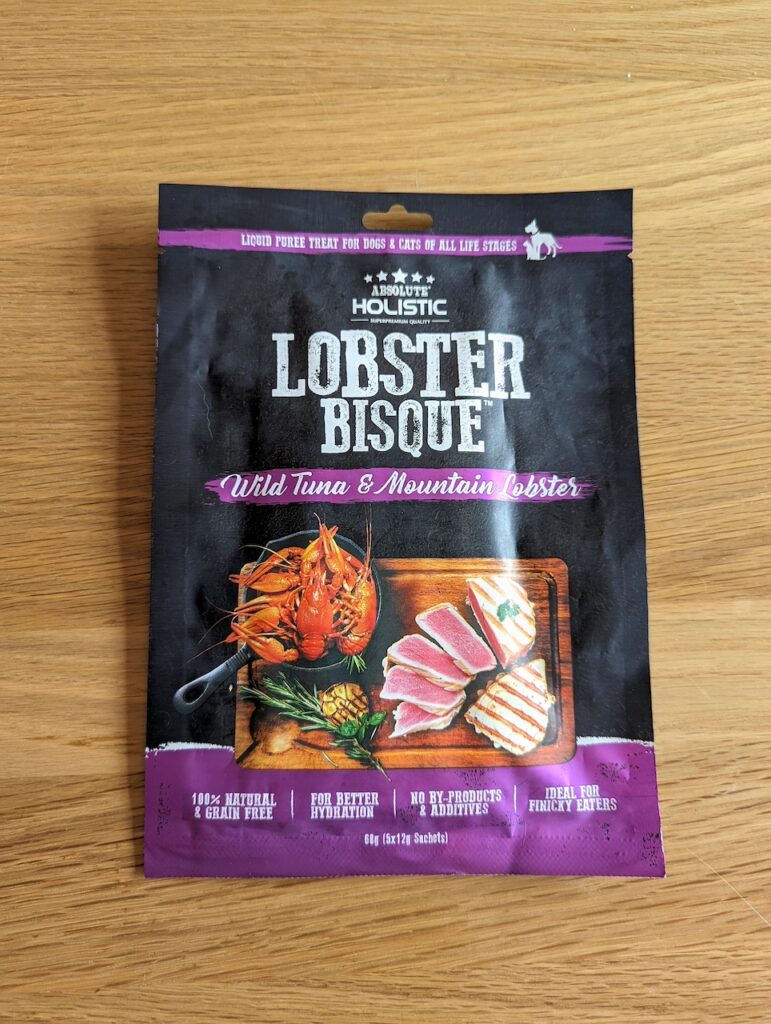 LIQUID PUREE TREAT FOR DOGS & CATS OF ALL LIFE STAGES
ABSOLUTE®
HOLISTIC
SUPERPREMIUM QUALITY
LOBSTER
BISQUE™
Wild Tuna & Mountain Lobster
100% NATURAL
& GRAIN FREE
FOR BETTER
HYDRATION
NO BY-PRODUCTS
& ADDITIVES
IDEAL FOR
FINICKY EATERS
60g (5x12g Sachets)